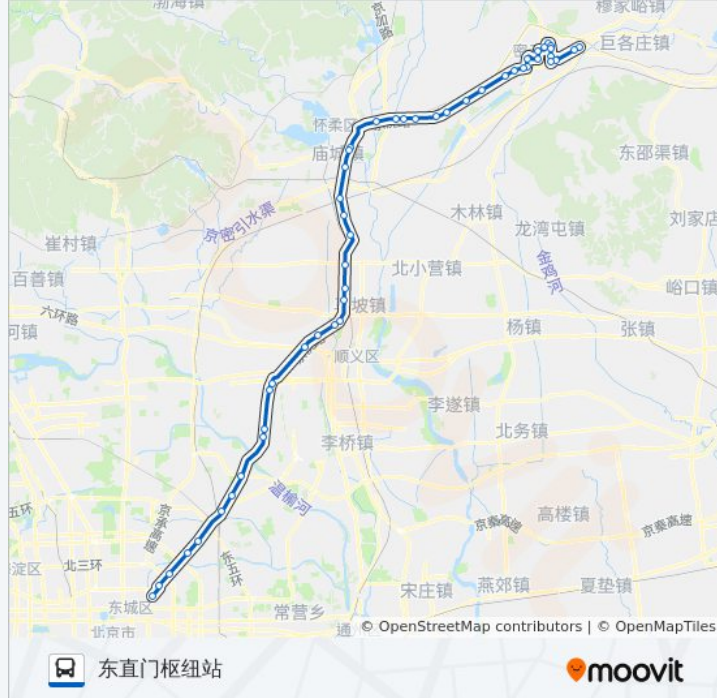 渤海镇
京加路
穆家峪镇
巨各庄镇
怀柔区
庙城镇
东邵渠镇
木林镇
刘家店
京密引水渠
龙湾屯镇
崔村镇
金鸡河
百善镇
北小营镇
峪口镇
六环路
坡镇
河镇
杨镇
张镇
顺义区
李遂镇
北务镇
李桥镇
温榆河
五环
京承高速
高楼镇
京秦高速
京秦高速
北三环
东五环
淀区
宋庄镇
燕郊镇
夏垫镇
东城区
常营乡
北京市
通
© OpenStreetMap contributors | © OpenMapTiles
东直门枢纽站
moovit